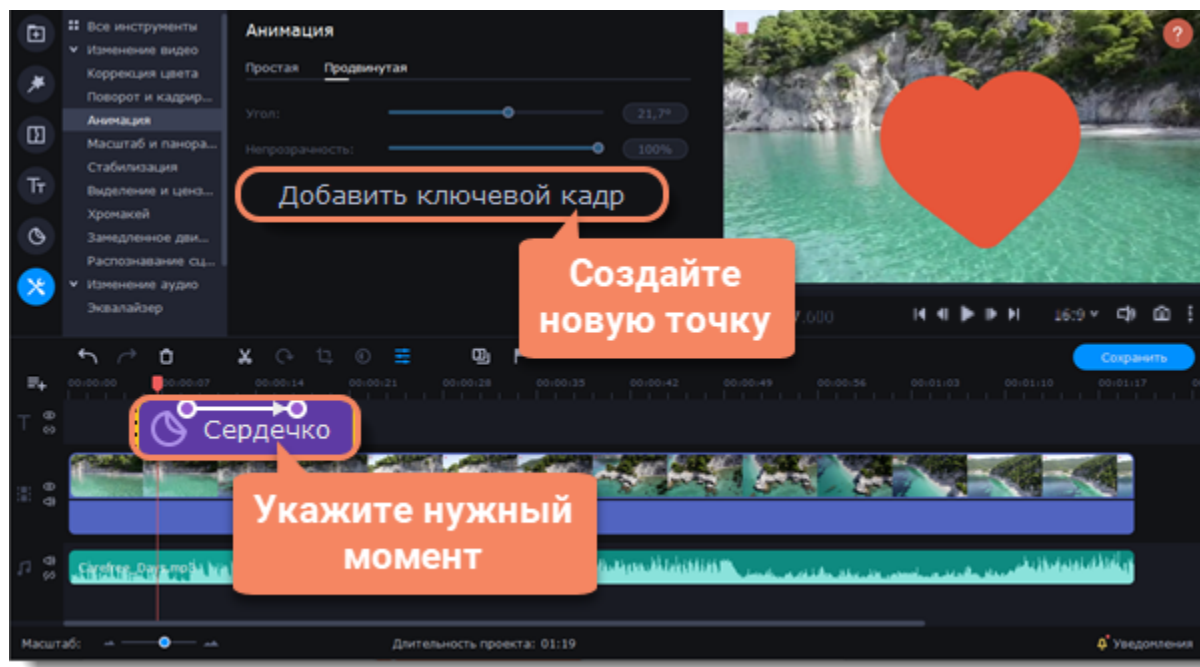 Все инструменты
Изменение видео
Коррекция цвета
Поворот и кадрир...
Анимация
Масштаб и панора...
Стабилизация
Выделение и ценз...
Хромакей
Замедленное дви...
Распознавание сц...
Изменение аудио
Эквалайзер
Анимация
Простая Продвинутая
Угол: 21,7°
Непрозрачность: 100%
Добавить ключевой кадр
Создайте
новую точку
?
.600
16:9
Сохранить
00:00:00 00:00:07 00:00:14 00:00:21 00:00:28 00:00:35 00:00:42 00:00:49 00:00:56 00:01:03 00:01:10 00:01:17
Сердечко
Укажите нужный
момент
Carefree_Days.mp3
Масштаб: Длительность проекта: 01:19 Уведомления